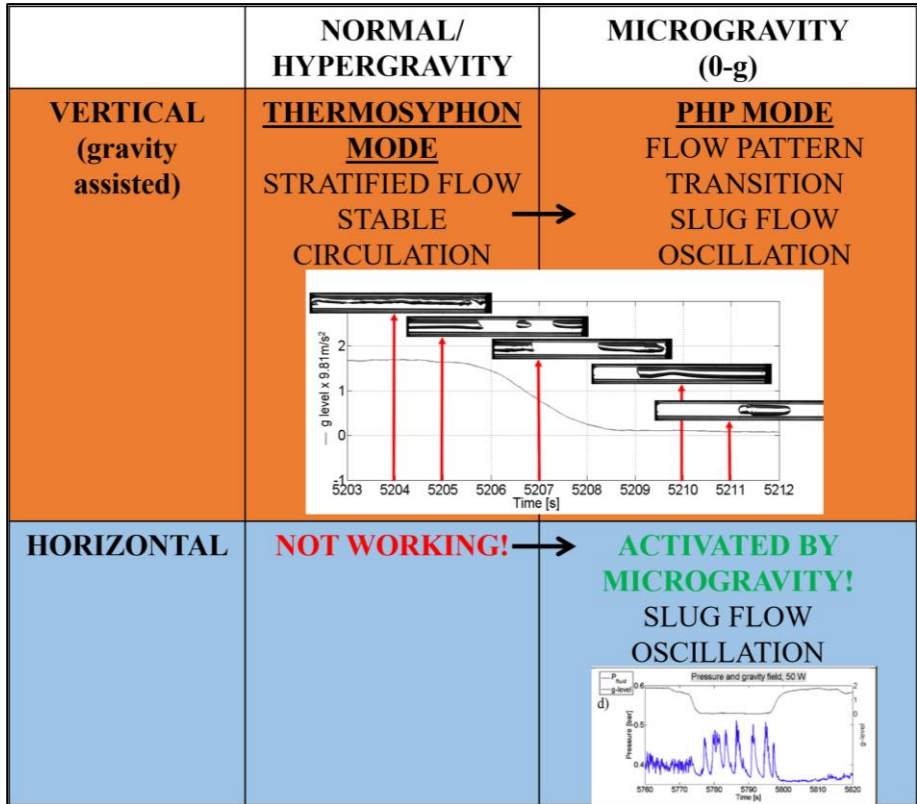 NORMAL/
HYPERGRAVITY
MICROGRAVITY
(0-g)
VERTICAL
(gravity
assisted)
THERMOSYPHON
MODE
STRATIFIED FLOW
STABLE
CIRCULATION
PHP MODE
FLOW PATTERN
TRANSITION
SLUG FLOW
OSCILLATION
— g level x 9.81m/s²
2
1
0
-1
5203 5204 5205 5206 5207 5208 5209 5210 5211 5212
Time [s]
HORIZONTAL
NOT WORKING!
ACTIVATED BY
MICROGRAVITY!
SLUG FLOW
OSCILLATION
P fluid
g-level
Pressure and gravity field, 50 W
d)
Pressure [bar]
0.6
0.5
0.4
2
1
0
g-level
5760 5770 5780 5790 5800 5810 5820
Time [s]